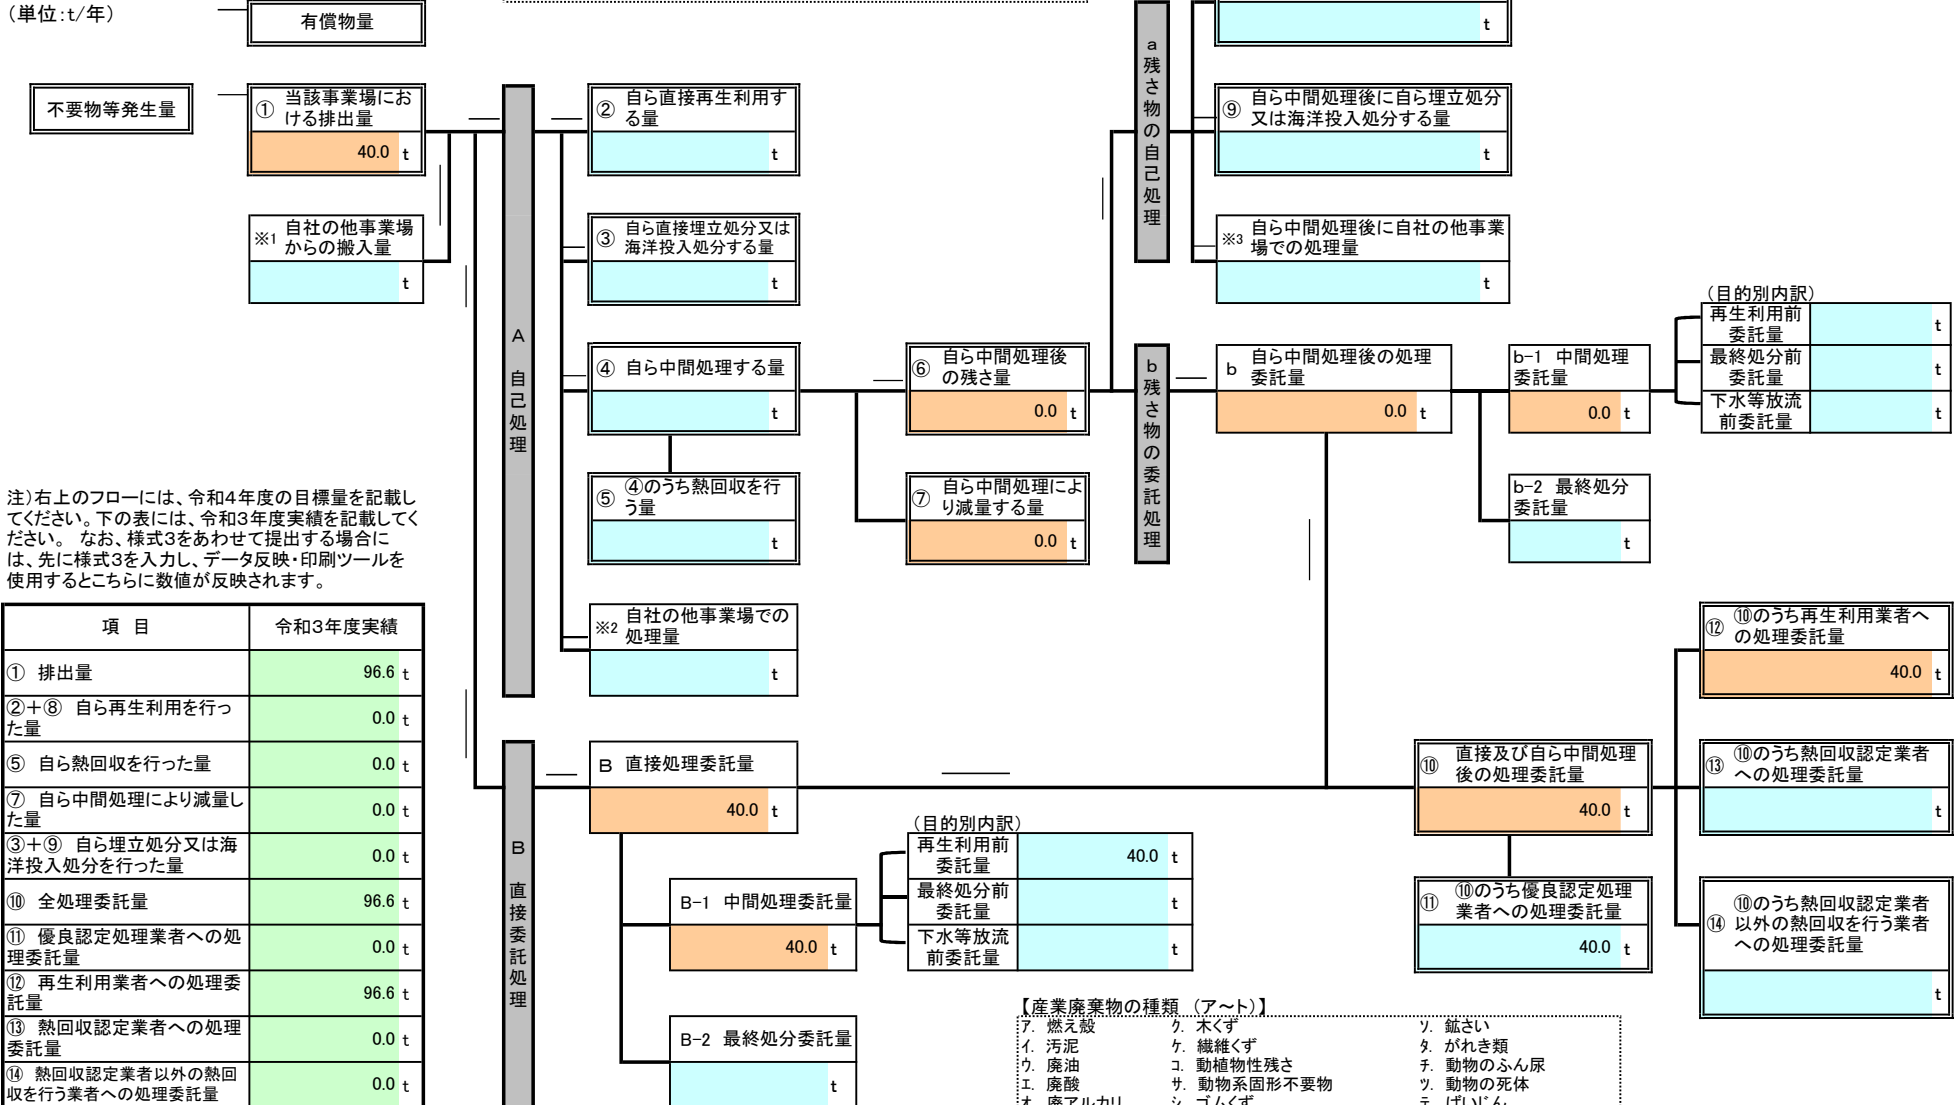 （単位：t/年）
有償物量
t
不要物等発生量
① 当該事業場にお
ける排出量
40.0 t
② 自ら直接再生利用す
る量
t
a 残さ物の自己処理
⑨ 自ら中間処理後に自ら埋立処分
又は海洋投入処分する量
t
※1 自社の他事業場
からの搬入量
t
③ 自ら直接埋立処分又は
海洋投入処分する量
t
※3 自ら中間処理後に自社の他事業
場での処理量
t
A 自己処理
④ 自ら中間処理する量
t
⑥ 自ら中間処理後
の残さ量
0.0 t
b 残さ物の委託処理
b 自ら中間処理後の処理
委託量
0.0 t
b-1 中間処理
委託量
0.0 t
（目的別内訳）
再生利用前
委託量
t
最終処分前
委託量
t
下水等放流
前委託量
t
⑤ ④のうち熱回収を行
う量
t
⑦ 自ら中間処理によ
り減量する量
0.0 t
b-2 最終処分
委託量
t
注）右上のフローには、令和４年度の目標量を記載し
てください。下の表には、令和３年度実績を記載してく
ださい。 なお、様式３をあわせて提出する場合に
は、先に様式３を入力し、データ反映・印刷ツールを
使用するとこちらに数値が反映されます。
※2 自社の他事業場での
処理量
t
項 目 令和３年度実績
① 排出量 96.6 t
②＋⑧ 自ら再生利用を行っ
た量 0.0 t
⑤ 自ら熱回収を行った量 0.0 t
⑦ 自ら中間処理により減量し
た量 0.0 t
③＋⑨ 自ら埋立処分又は海
洋投入処分を行った量 0.0 t
⑩ 全処理委託量 96.6 t
⑪ 優良認定処理業者への処
理委託量 0.0 t
⑫ 再生利用業者への処理委
託量 96.6 t
⑬ 熱回収認定業者への処理
委託量 0.0 t
⑭ 熱回収認定業者以外の熱回
収を行う業者への処理委託量 0.0 t
B 直接委託処理
B 直接処理委託量
40.0 t
B-1 中間処理委託量
40.0 t
（目的別内訳）
再生利用前
委託量
40.0 t
最終処分前
委託量
t
下水等放流
前委託量
t
B-2 最終処分委託量
t
⑩ 直接及び自ら中間処理
後の処理委託量
40.0 t
⑪ ⑩のうち優良認定処理
業者への処理委託量
40.0 t
⑫ ⑩のうち再生利用業者へ
の処理委託量
40.0 t
⑬ ⑩のうち熱回収認定業者
への処理委託量
t
⑭ ⑩のうち熱回収認定業者
以外の熱回収を行う業者
への処理委託量
t
【産業廃棄物の種類 （ア～ト）】
ｱ. 燃え殻 ｸ. 木くず ｿ. 鉱さい
ｲ. 汚泥 ｹ. 繊維くず ﾀ. がれき類
ｳ. 廃油 ｺ. 動植物性残さ ﾁ. 動物のふん尿
ｴ. 廃酸 ｻ. 動物系固形不要物 ﾂ. 動物の死体
ｵ. 廃アルカリ ｼ. ゴムくず ﾃ. ばいじん